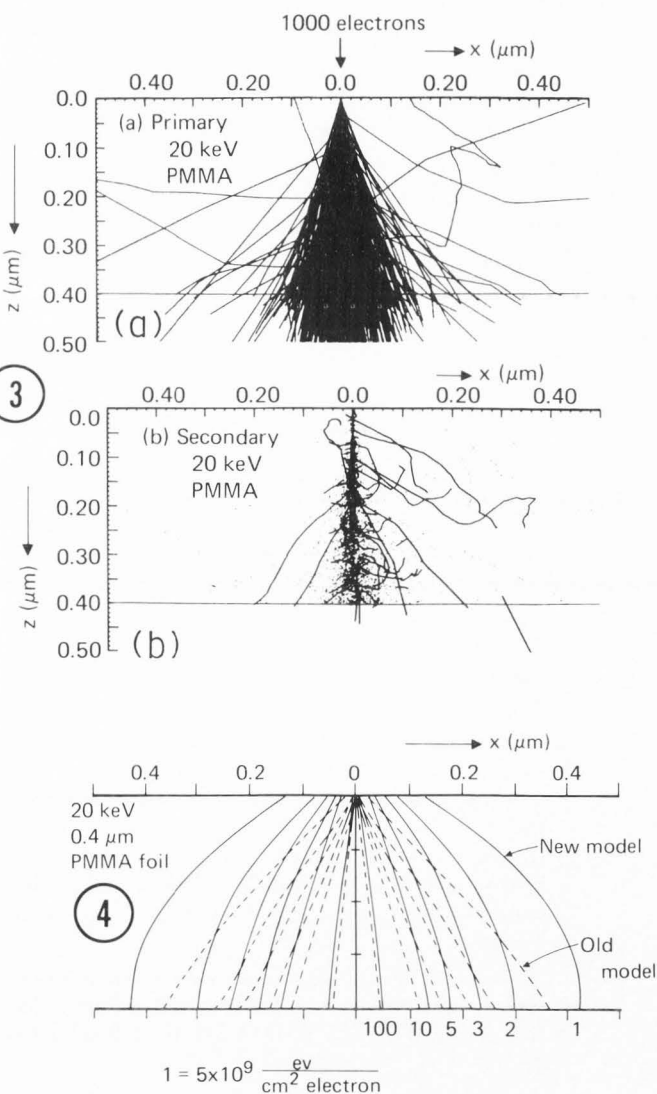 1000 electrons
x (μm)
0.40 0.20 0.0 0.20 0.40
0.0
0.10
0.20
0.30
0.40
0.50
z (μm)
(a) Primary
20 keV
PMMA
(a)
3
x (μm)
0.40 0.20 0.0 0.20 0.40
0.0
0.10
0.20
0.30
0.40
0.50
z (μm)
(b) Secondary
20 keV
PMMA
(b)
x (μm)
0.4 0.2 0 0.2 0.4
20 keV
0.4 μm
PMMA foil
4
New model
Old
model
100 10 5 3 2 1
1 = 5x10⁹ ev
cm² electron